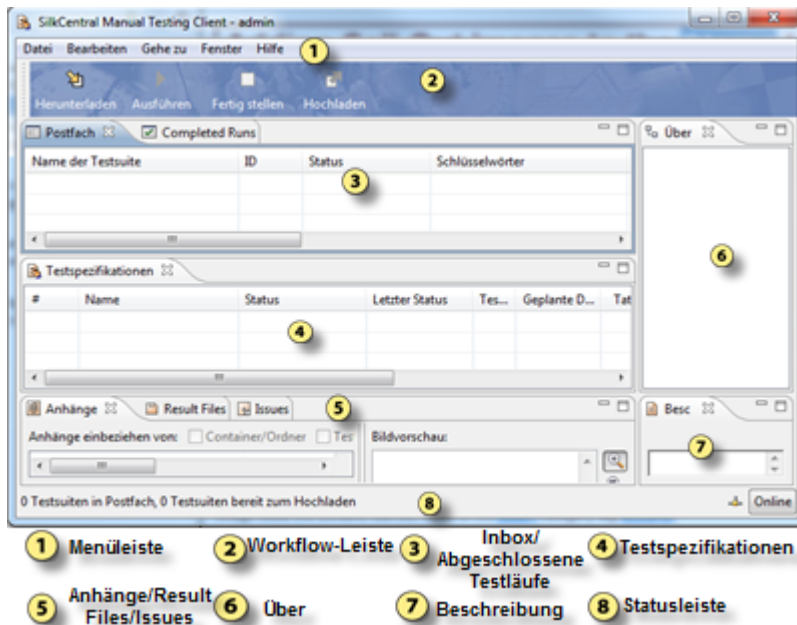 SilkCentral Manual Testing Client - admin
Datei Bearbeiten Gehe zu Fenster Hilfe 1
2
Herunterladen Ausführen Fertig stellen Hochladen
Postfach Completed Runs Über
Name der Testsuite ID Status Schlüsselwörter
3
6
Testspezifikationen
# Name Status Letzter Status Tes... Geplante D... Tat
4
Anhänge Result Files Issues 5 Besc
Anhänge einbeziehen von: Container/Ordner Tes Bildvorschau:
7
0 Testsuiten in Postfach, 0 Testsuiten bereit zum Hochladen 8 Online
1 Menüleiste
2 Workflow-Leiste
3 Inbox/
Abgeschlossene
Testläufe
4 Testspezifikationen
5 Anhänge/Result
Files/Issues
6 Über
7 Beschreibung
8 Statusleiste